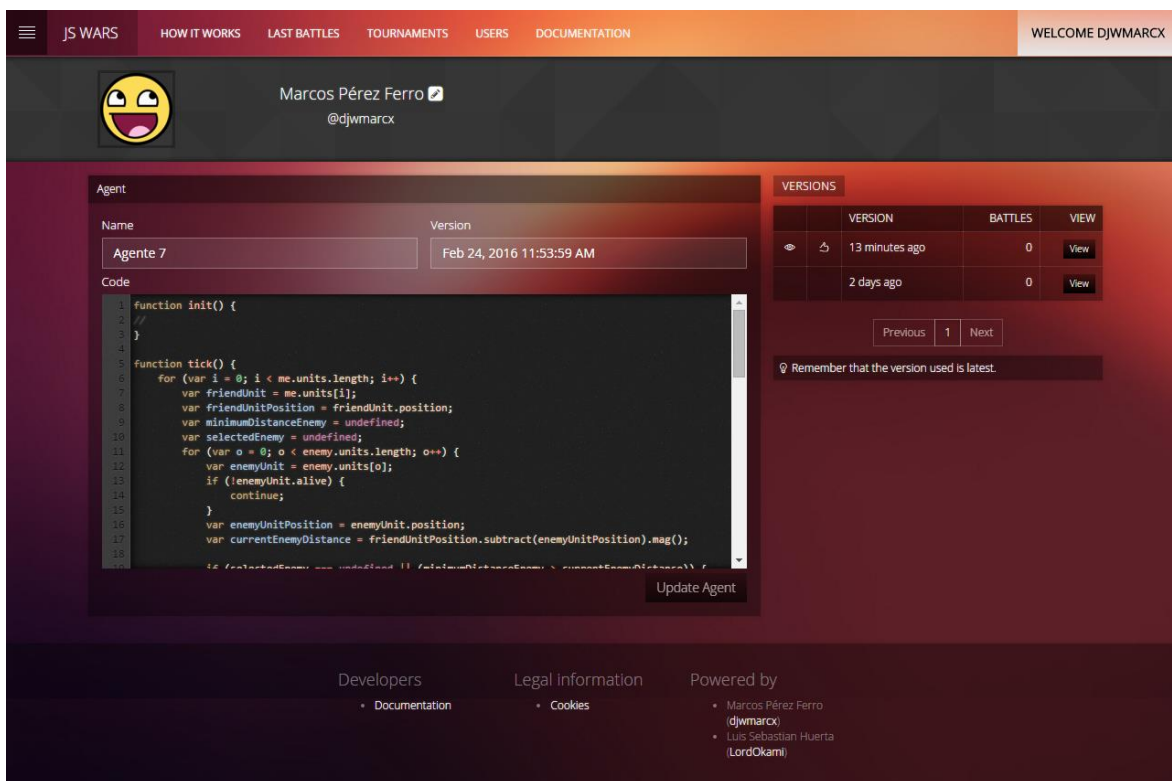 JS WARS HOW IT WORKS LAST BATTLES TOURNAMENTS USERS DOCUMENTATION WELCOME DJWMARCX
Marcos Pérez Ferro
@djwmarcx
Agent
Name Version
Agente 7 Feb 24, 2016 11:53:59 AM
Code
1 function init() {
2 //
3 }
4
5 function tick() {
6 for (var i = 0; i < me.units.length; i++) {
7 var friendUnit = me.units[i];
8 var friendUnitPosition = friendUnit.position;
9 var minimumDistanceEnemy = undefined;
10 var selectedEnemy = undefined;
11 for (var o = 0; o < enemy.units.length; o++) {
12 var enemyUnit = enemy.units[o];
13 if (!enemyUnit.alive) {
14 continue;
15 }
16 var enemyUnitPosition = enemyUnit.position;
17 var currentEnemyDistance = friendUnitPosition.subtract(enemyUnitPosition).mag();
18
19 if (selectedEnemy === undefined || (minimumDistanceEnemy > currentEnemyDistance)) {
Update Agent
VERSIONS
VERSION BATTLES VIEW
13 minutes ago 0 View
2 days ago 0 View
Previous 1 Next
Remember that the version used is latest.
Developers
Documentation
Legal information
Cookies
Powered by
Marcos Pérez Ferro
(djwmarcx)
Luis Sebastian Huerta
(LordOkami)